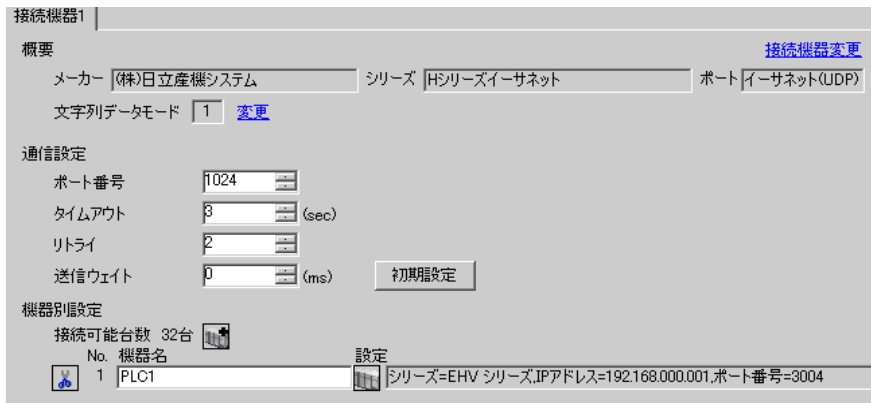 接続機器1
概要 接続機器変更
メーカー (株)日立産機システム シリーズ Hシリーズイーサネット ポート イーサネット(UDP)
文字列データモード 1 変更
通信設定
ポート番号 1024
タイムアウト 3 (sec)
リトライ 2
送信ウェイト 0 (ms) 初期設定
機器別設定
接続可能台数 32台
No. 機器名 設定
1 PLC1 シリーズ=EHV シリーズ,IPアドレス=192.168.000.001,ポート番号=3004